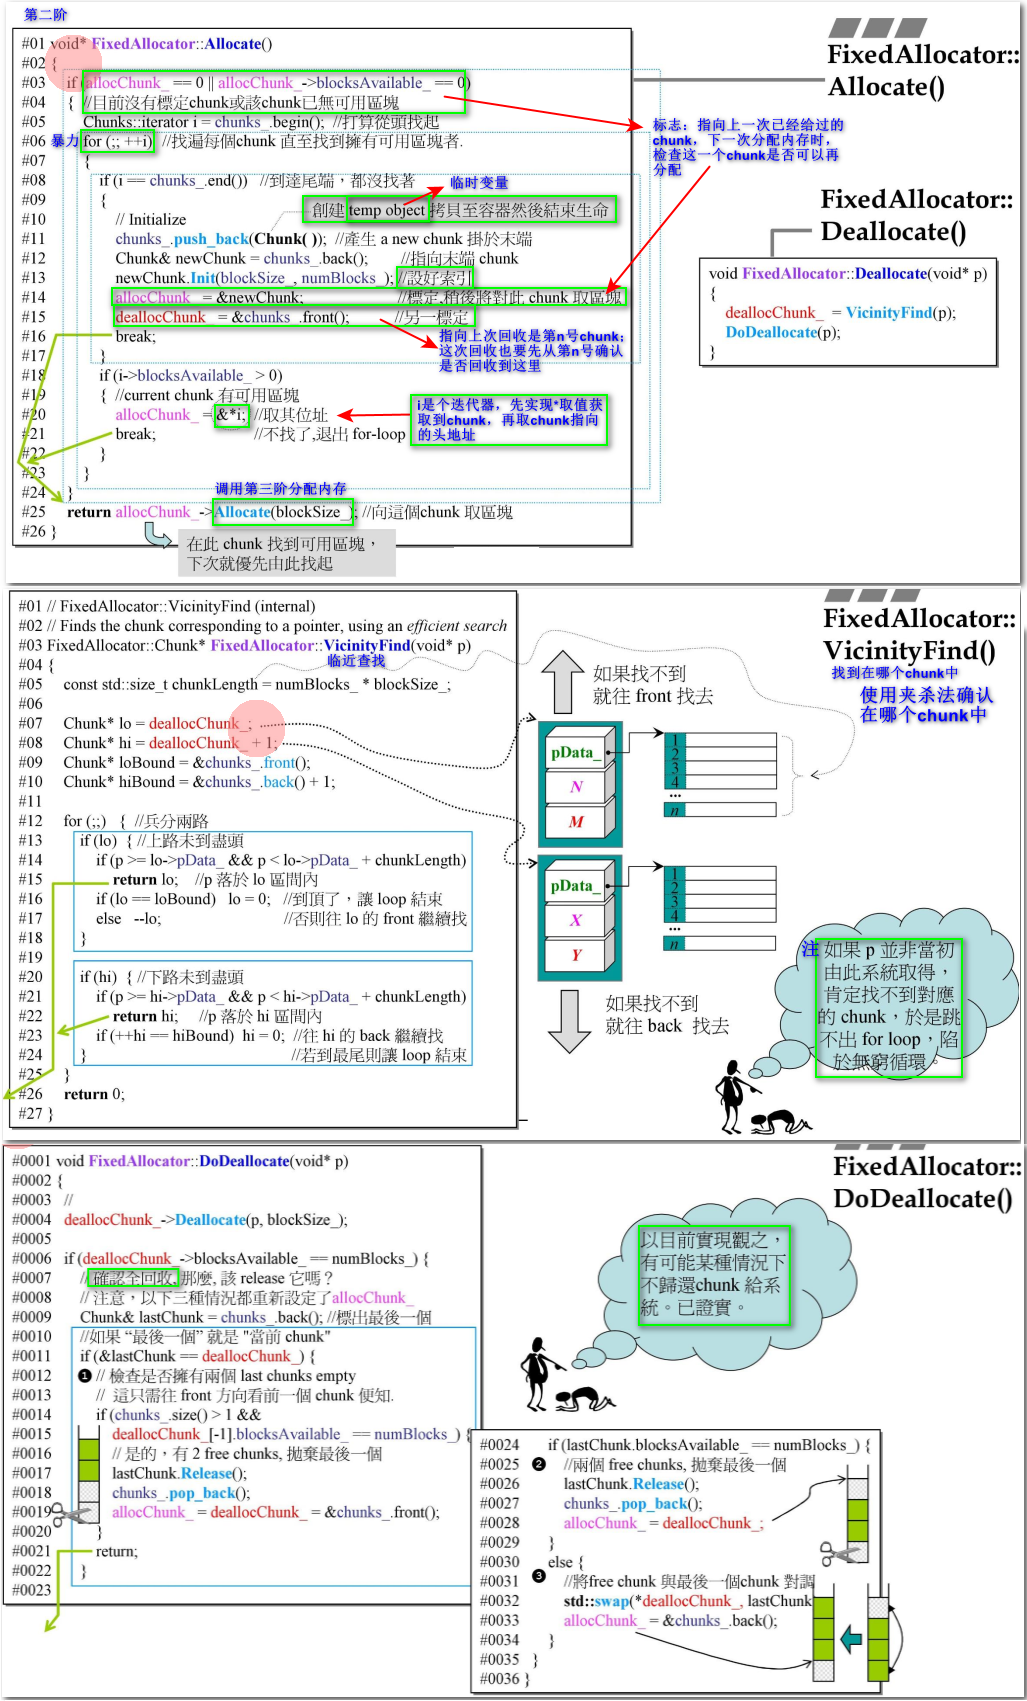 第二阶
#01 void* FixedAllocator::Allocate()
#02 {
#03 if (allocChunk_ == 0 || allocChunk_->blocksAvailable_ == 0)
#04 { //目前沒有標定chunk或該chunk已無可用區塊
#05 Chunks::iterator i = chunks_.begin(); //打算從頭找起
#06 暴力 for (;; ++i) //找遍每個chunk 直至找到擁有可用區塊者.
#07 {
#08 if (i == chunks_.end()) //到達尾端，都沒找著
临时变量
#09 {
創建 temp object 拷貝至容器然後結束生命
#10 // Initialize
#11 chunks_.push_back(Chunk( )); //產生 a new chunk 掛於末端
#12 Chunk& newChunk = chunks_.back(); //指向末端 chunk
#13 newChunk.Init(blockSize_, numBlocks_); //設好索引
#14 allocChunk_ = &newChunk; //標定,稍後將對此 chunk 取區塊
#15 deallocChunk_ = &chunks_.front(); //另一標定
#16 break;
#17 }
#18 if (i->blocksAvailable_ > 0)
#19 { //current chunk 有可用區塊
#20 allocChunk_ = &*i; //取其位址
#21 break; //不找了,退出 for-loop
#22 }
#23 }
#24 }
调用第三阶分配内存
#25 return allocChunk_->Allocate(blockSize_); //向這個chunk 取區塊
#26 }
在此 chunk 找到可用區塊，
下次就優先由此找起
指向上次回收是第n号chunk；
这次回收也要先从第n号确认
是否回收到这里
i是个迭代器，先实现*取值获
取到chunk，再取chunk指向
的头地址
FixedAllocator::
Allocate()
标志：指向上一次已经给过的
chunk，下一次分配内存时，
检查这一个chunk是否可以再
分配
FixedAllocator::
Deallocate()
void FixedAllocator::Deallocate(void* p)
{
deallocChunk_ = VicinityFind(p);
DoDeallocate(p);
}
#01 // FixedAllocator::VicinityFind (internal)
#02 // Finds the chunk corresponding to a pointer, using an efficient search
#03 FixedAllocator::Chunk* FixedAllocator::VicinityFind(void* p)
临近查找
#04 {
#05 const std::size_t chunkLength = numBlocks_ * blockSize_;
#06
#07 Chunk* lo = deallocChunk_;
#08 Chunk* hi = deallocChunk_ + 1;
#09 Chunk* loBound = &chunks_.front();
#10 Chunk* hiBound = &chunks_.back() + 1;
#11
#12 for (;;) { //兵分兩路
#13 if (lo) { //上路未到盡頭
#14 if (p >= lo->pData_ && p < lo->pData_ + chunkLength)
#15 return lo; //p 落於 lo 區間內
#16 if (lo == loBound) lo = 0; //到頂了，讓 loop 結束
#17 else --lo; //否則往 lo 的 front 繼續找
#18 }
#19
#20 if (hi) { //下路未到盡頭
#21 if (p >= hi->pData_ && p < hi->pData_ + chunkLength)
#22 return hi; //p 落於 hi 區間內
#23 if (++hi == hiBound) hi = 0; //往 hi 的 back 繼續找
#24 } //若到最尾則讓 loop 結束
#25 }
#26 return 0;
#27 }
FixedAllocator::
VicinityFind()
找到在哪个chunk中
使用夹杀法确认
在哪个chunk中
如果找不到
就往 front 找去
pData_
N
M
1
2
3
4
...
n
pData_
X
Y
1
2
3
4
...
n
如果找不到
就往 back 找去
注 如果 p 並非當初
由此系統取得，
肯定找不到對應
的 chunk，於是跳
不出 for loop，陷
於無窮循環。
#0001 void FixedAllocator::DoDeallocate(void* p)
#0002 {
#0003 //
#0004 deallocChunk_->Deallocate(p, blockSize_);
#0005
#0006 if (deallocChunk_->blocksAvailable_ == numBlocks_) {
#0007 // 確認全回收, 那麼, 該 release 它嗎？
#0008 // 注意，以下三種情況都重新設定了allocChunk_
#0009 Chunk& lastChunk = chunks_.back(); //標出最後一個
#0010 //如果 “最後一個” 就是 "當前 chunk"
#0011 if (&lastChunk == deallocChunk_) {
#0012 ❶ // 檢查是否擁有兩個 last chunks empty
#0013 // 這只需往 front 方向看前一個 chunk 便知.
#0014 if (chunks_.size() > 1 &&
#0015 deallocChunk_[-1].blocksAvailable_ == numBlocks_) {
#0016 // 是的，有 2 free chunks, 拋棄最後一個
#0017 lastChunk.Release();
#0018 chunks_.pop_back();
#0019 allocChunk_ = deallocChunk_ = &chunks_.front();
#0020 }
#0021 return;
#0022 }
#0023
FixedAllocator::
DoDeallocate()
以目前實現觀之，
有可能某種情況下
不歸還chunk 給系
統。已證實。
#0024 if (lastChunk.blocksAvailable_ == numBlocks_) {
#0025 ❷ //兩個 free chunks, 拋棄最後一個
#0026 lastChunk.Release();
#0027 chunks_.pop_back();
#0028 allocChunk_ = deallocChunk_;
#0029 }
#0030 else {
#0031 ❸ //將free chunk 與最後一個chunk 對調
#0032 std::swap(*deallocChunk_, lastChunk
#0033 allocChunk_ = &chunks_.back();
#0034 }
#0035 }
#0036 }